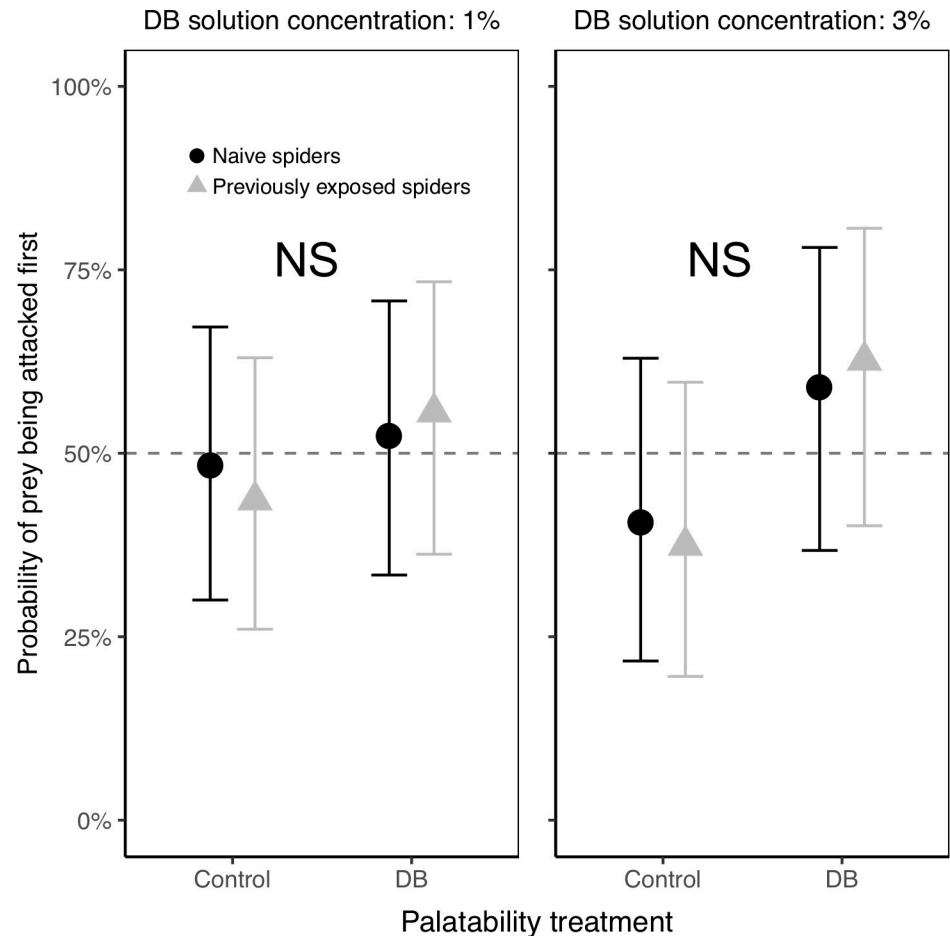 DB solution concentration: 1%
DB solution concentration: 3%
100%
Naive spiders
Previously exposed spiders
NS
NS
75%
50%
25%
0%
Probability of prey being attacked first
Control
DB
Control
DB
Palatability treatment